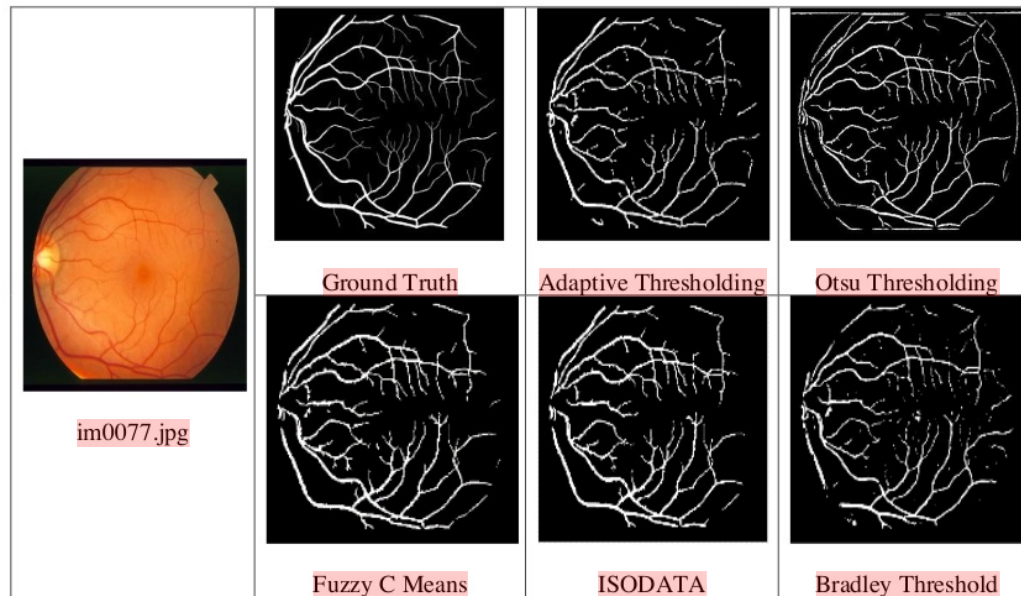 Ground Truth
Adaptive Thresholding
Otsu Thresholding
im0077.jpg
Fuzzy C Means
ISODATA
Bradley Threshold